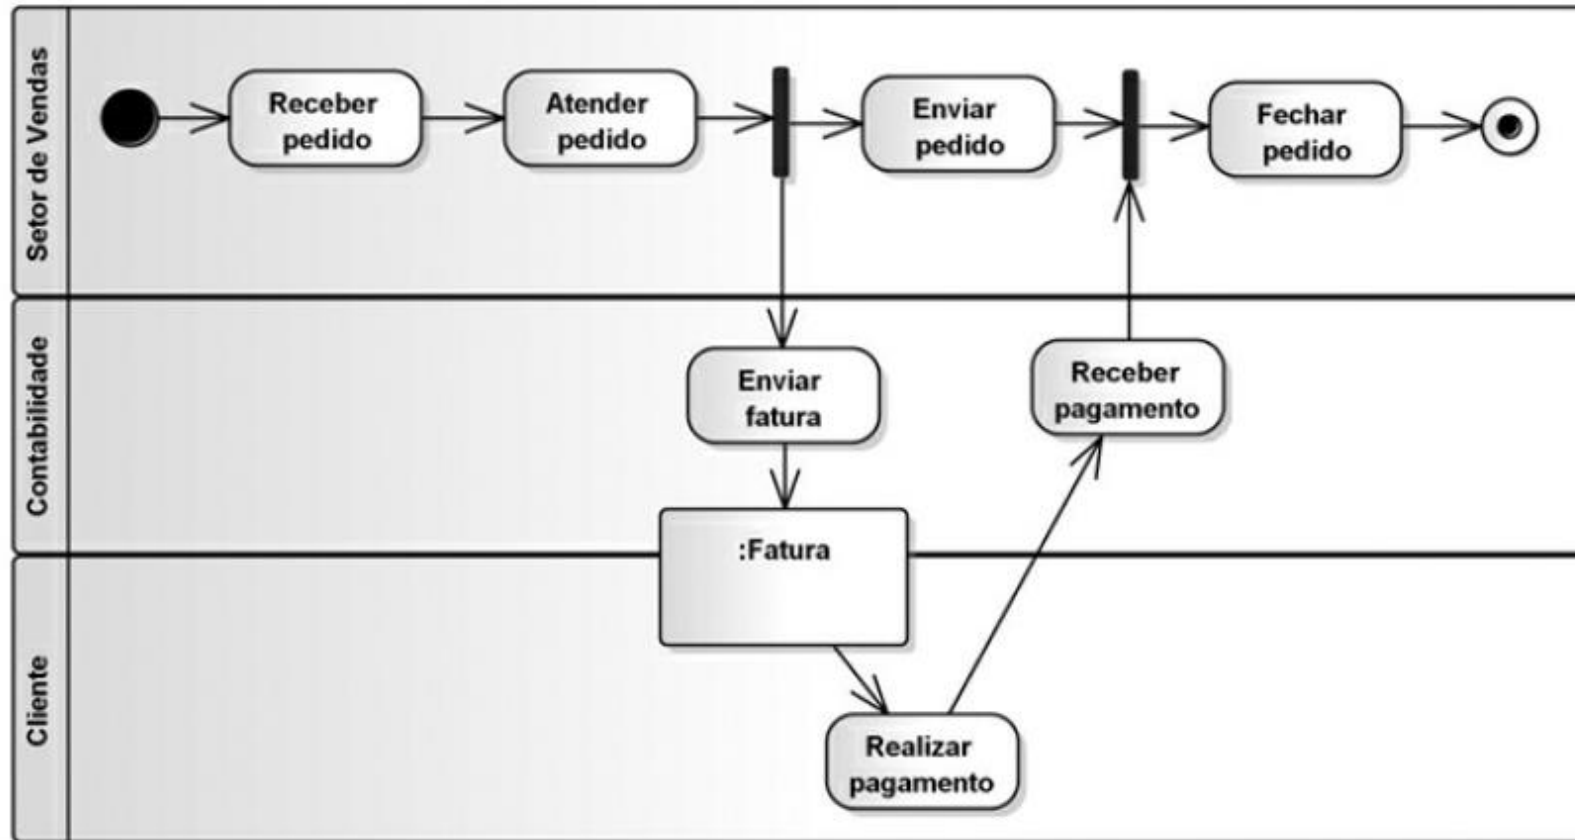 Setor de Vendas
Receber
pedido
Atender
pedido
Enviar
pedido
Fechar
pedido
Contabilidade
Enviar
fatura
Receber
pagamento
:Fatura
Cliente
Realizar
pagamento